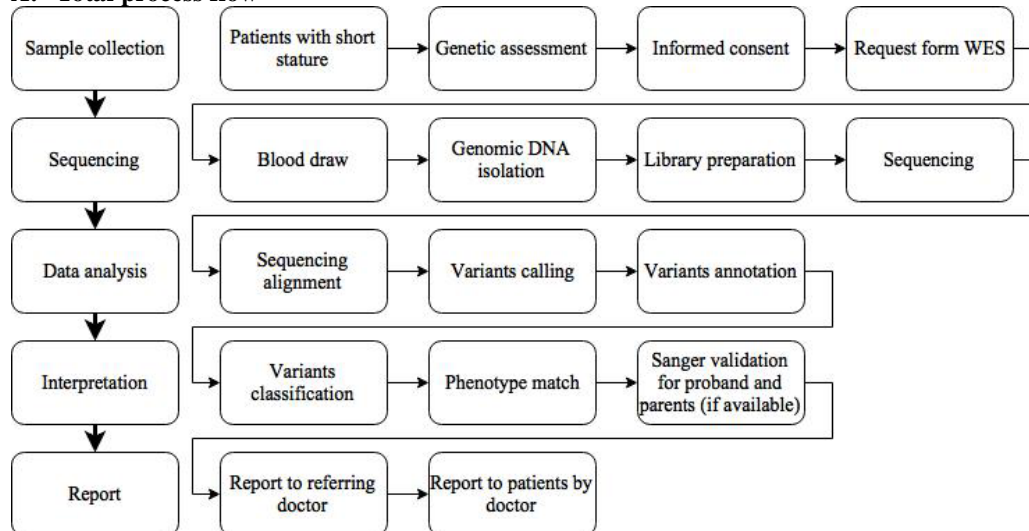 A. Total process flow
Sample collection
Patients with short
stature
Genetic assessment
Informed consent
Request form WES
Sequencing
Blood draw
Genomic DNA
isolation
Library preparation
Sequencing
Data analysis
Sequencing
alignment
Variants calling
Variants annotation
Interpretation
Variants
classification
Phenotype match
Sanger validation
for proband and
parents (if available)
Report
Report to referring
doctor
Report to patients by
doctor